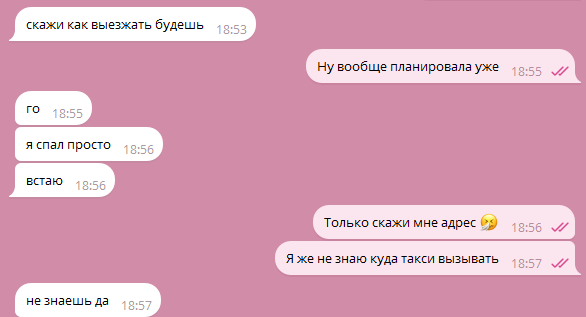 скажи как выезжать будешь 18:53
Ну вообще планировала уже 18:55
го 18:55
я спал просто 18:56
встаю 18:56
Только скажи мне адрес 🤧 18:56
Я же не знаю куда такси вызывать 18:57
не знаешь да 18:57